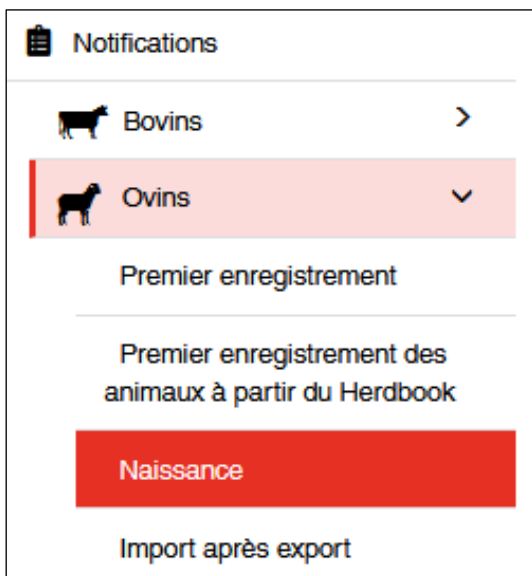 Notifications
Bovins
Ovins
Premier enregistrement
Premier enregistrement des
animaux à partir du Herdbook
Naissance
Import après export